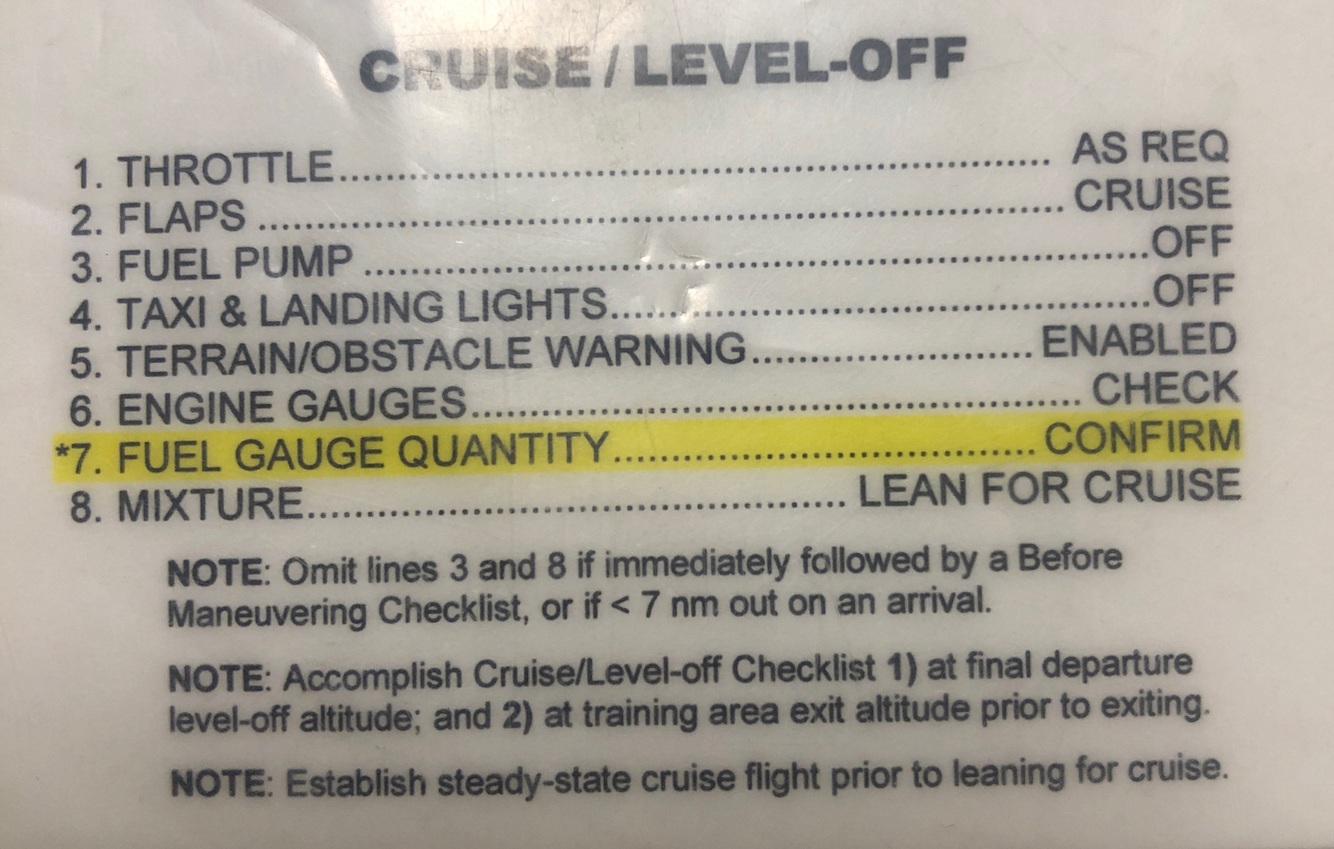 CRUISE / LEVEL-OFF
1. THROTTLE.................................................................. AS REQ
2. FLAPS .......................................................................... CRUISE
3. FUEL PUMP ........................................................................OFF
4. TAXI & LANDING LIGHTS..................................................OFF
5. TERRAIN/OBSTACLE WARNING.......................... ENABLED
6. ENGINE GAUGES......................................................... CHECK
*7. FUEL GAUGE QUANTITY....................................... CONFIRM
8. MIXTURE.................................................. LEAN FOR CRUISE
NOTE: Omit lines 3 and 8 if immediately followed by a Before
Maneuvering Checklist, or if < 7 nm out on an arrival.
NOTE: Accomplish Cruise/Level-off Checklist 1) at final departure
level-off altitude; and 2) at training area exit altitude prior to exiting.
NOTE: Establish steady-state cruise flight prior to leaning for cruise.